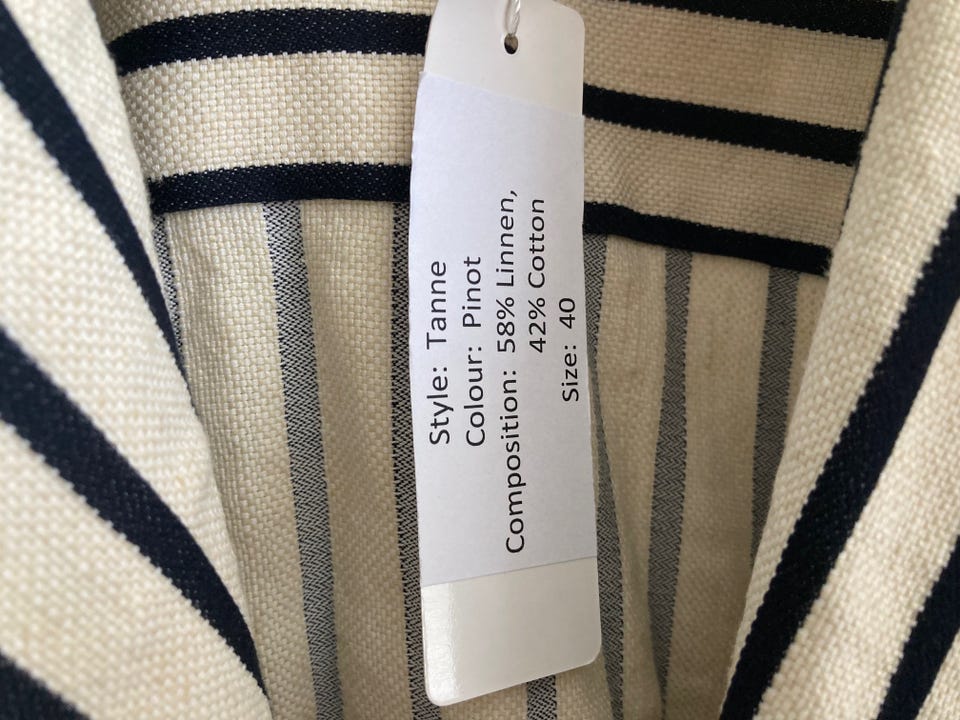 Style: Tanne
Colour: Pinot
Composition: 58% Linnen,
42% Cotton
Size: 40